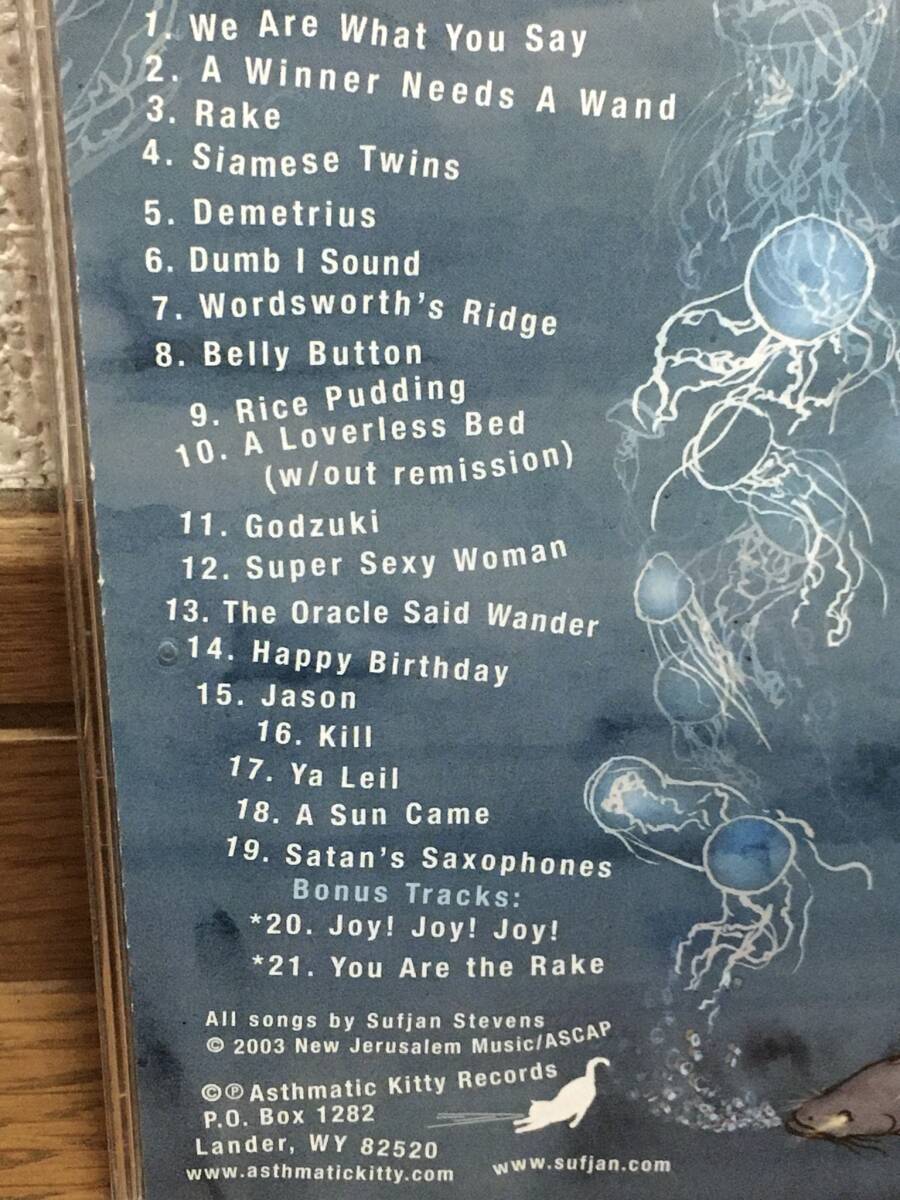 1. We Are What You Say
2. A Winner Needs A Wand
3. Rake
4. Siamese Twins
5. Demetrius
6. Dumb I Sound
7. Wordsworth's Ridge
8. Belly Button
9. Rice Pudding
10. A Loverless Bed
(w/out remission)
11. Godzuki
12. Super Sexy Woman
13. The Oracle Said Wander
14. Happy Birthday
15. Jason
16. Kill
17. Ya Leil
18. A Sun Came
19. Satan's Saxophones
Bonus Tracks:
*20. Joy! Joy! Joy!
*21. You Are the Rake
All songs by Sufjan Stevens
© 2003 New Jerusalem Music/ASCAP
©℗ Asthmatic Kitty Records
P.O. Box 1282
Lander, WY 82520
www.asthmatickitty.com www.sufjan.com